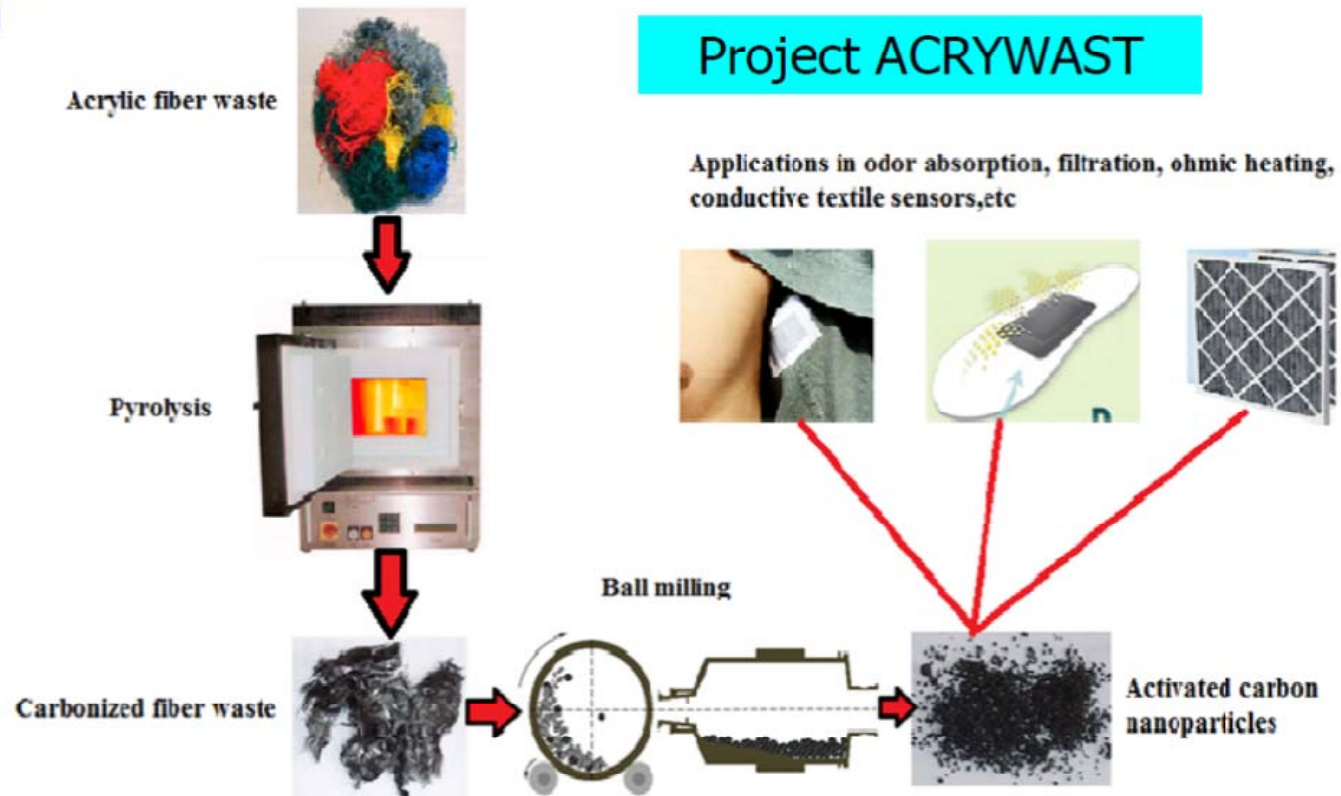 Project ACRYWAST
Acrylic fiber waste
Applications in odor absorption, filtration, ohmic heating,
conductive textile sensors,etc
Pyrolysis
Ball milling
Carbonized fiber waste
Activated carbon
nanoparticles